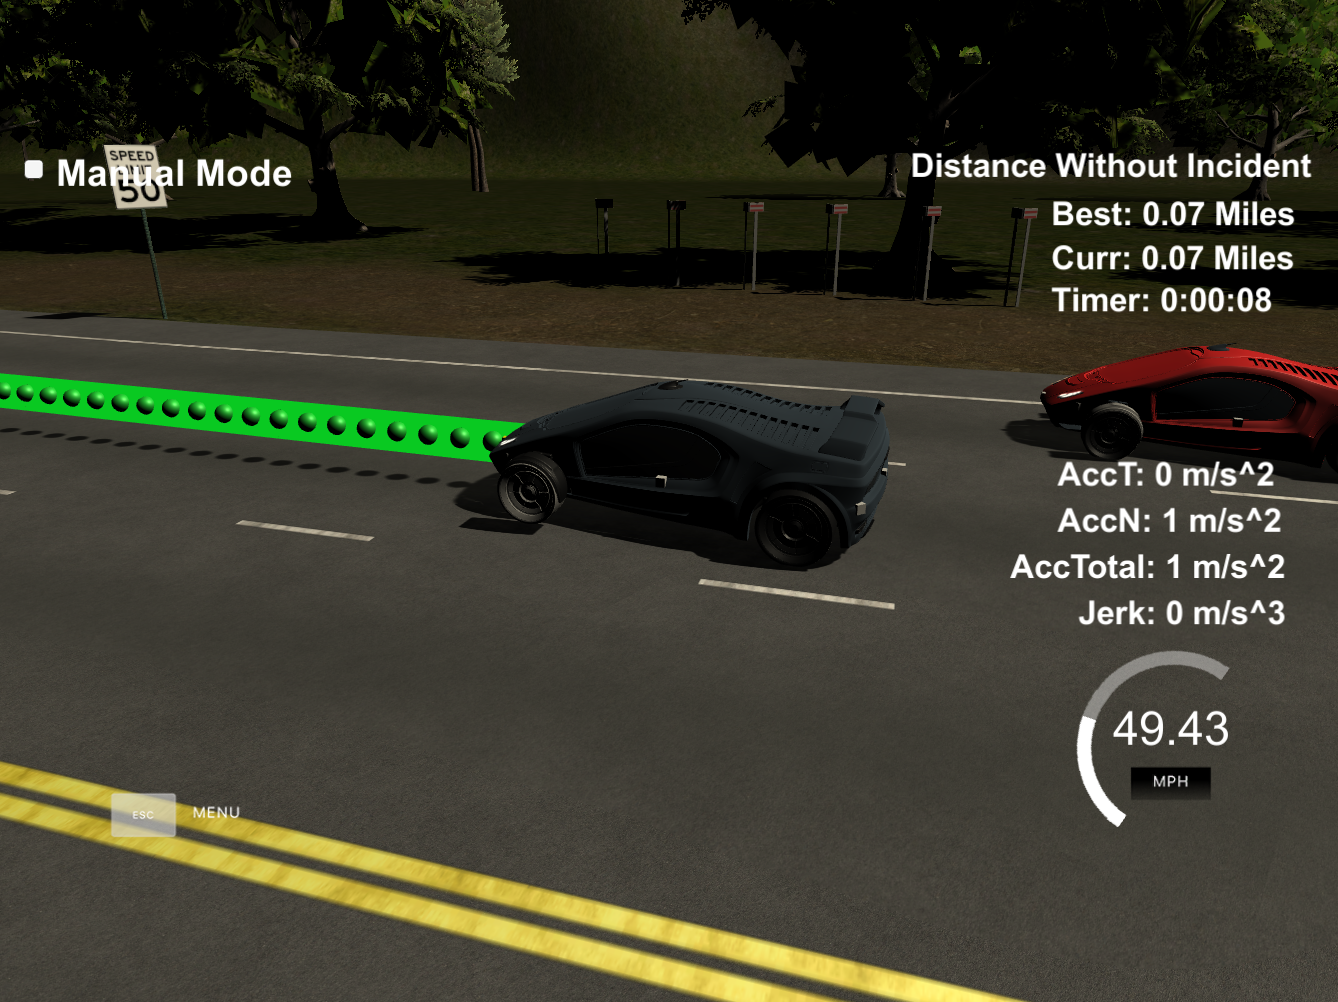 SPEED
50
Manual Mode
Distance Without Incident
Best: 0.07 Miles
Curr: 0.07 Miles
Timer: 0:00:08
AccT: 0 m/s^2
AccN: 1 m/s^2
AccTotal: 1 m/s^2
Jerk: 0 m/s^3
49.43
MPH
ESC MENU